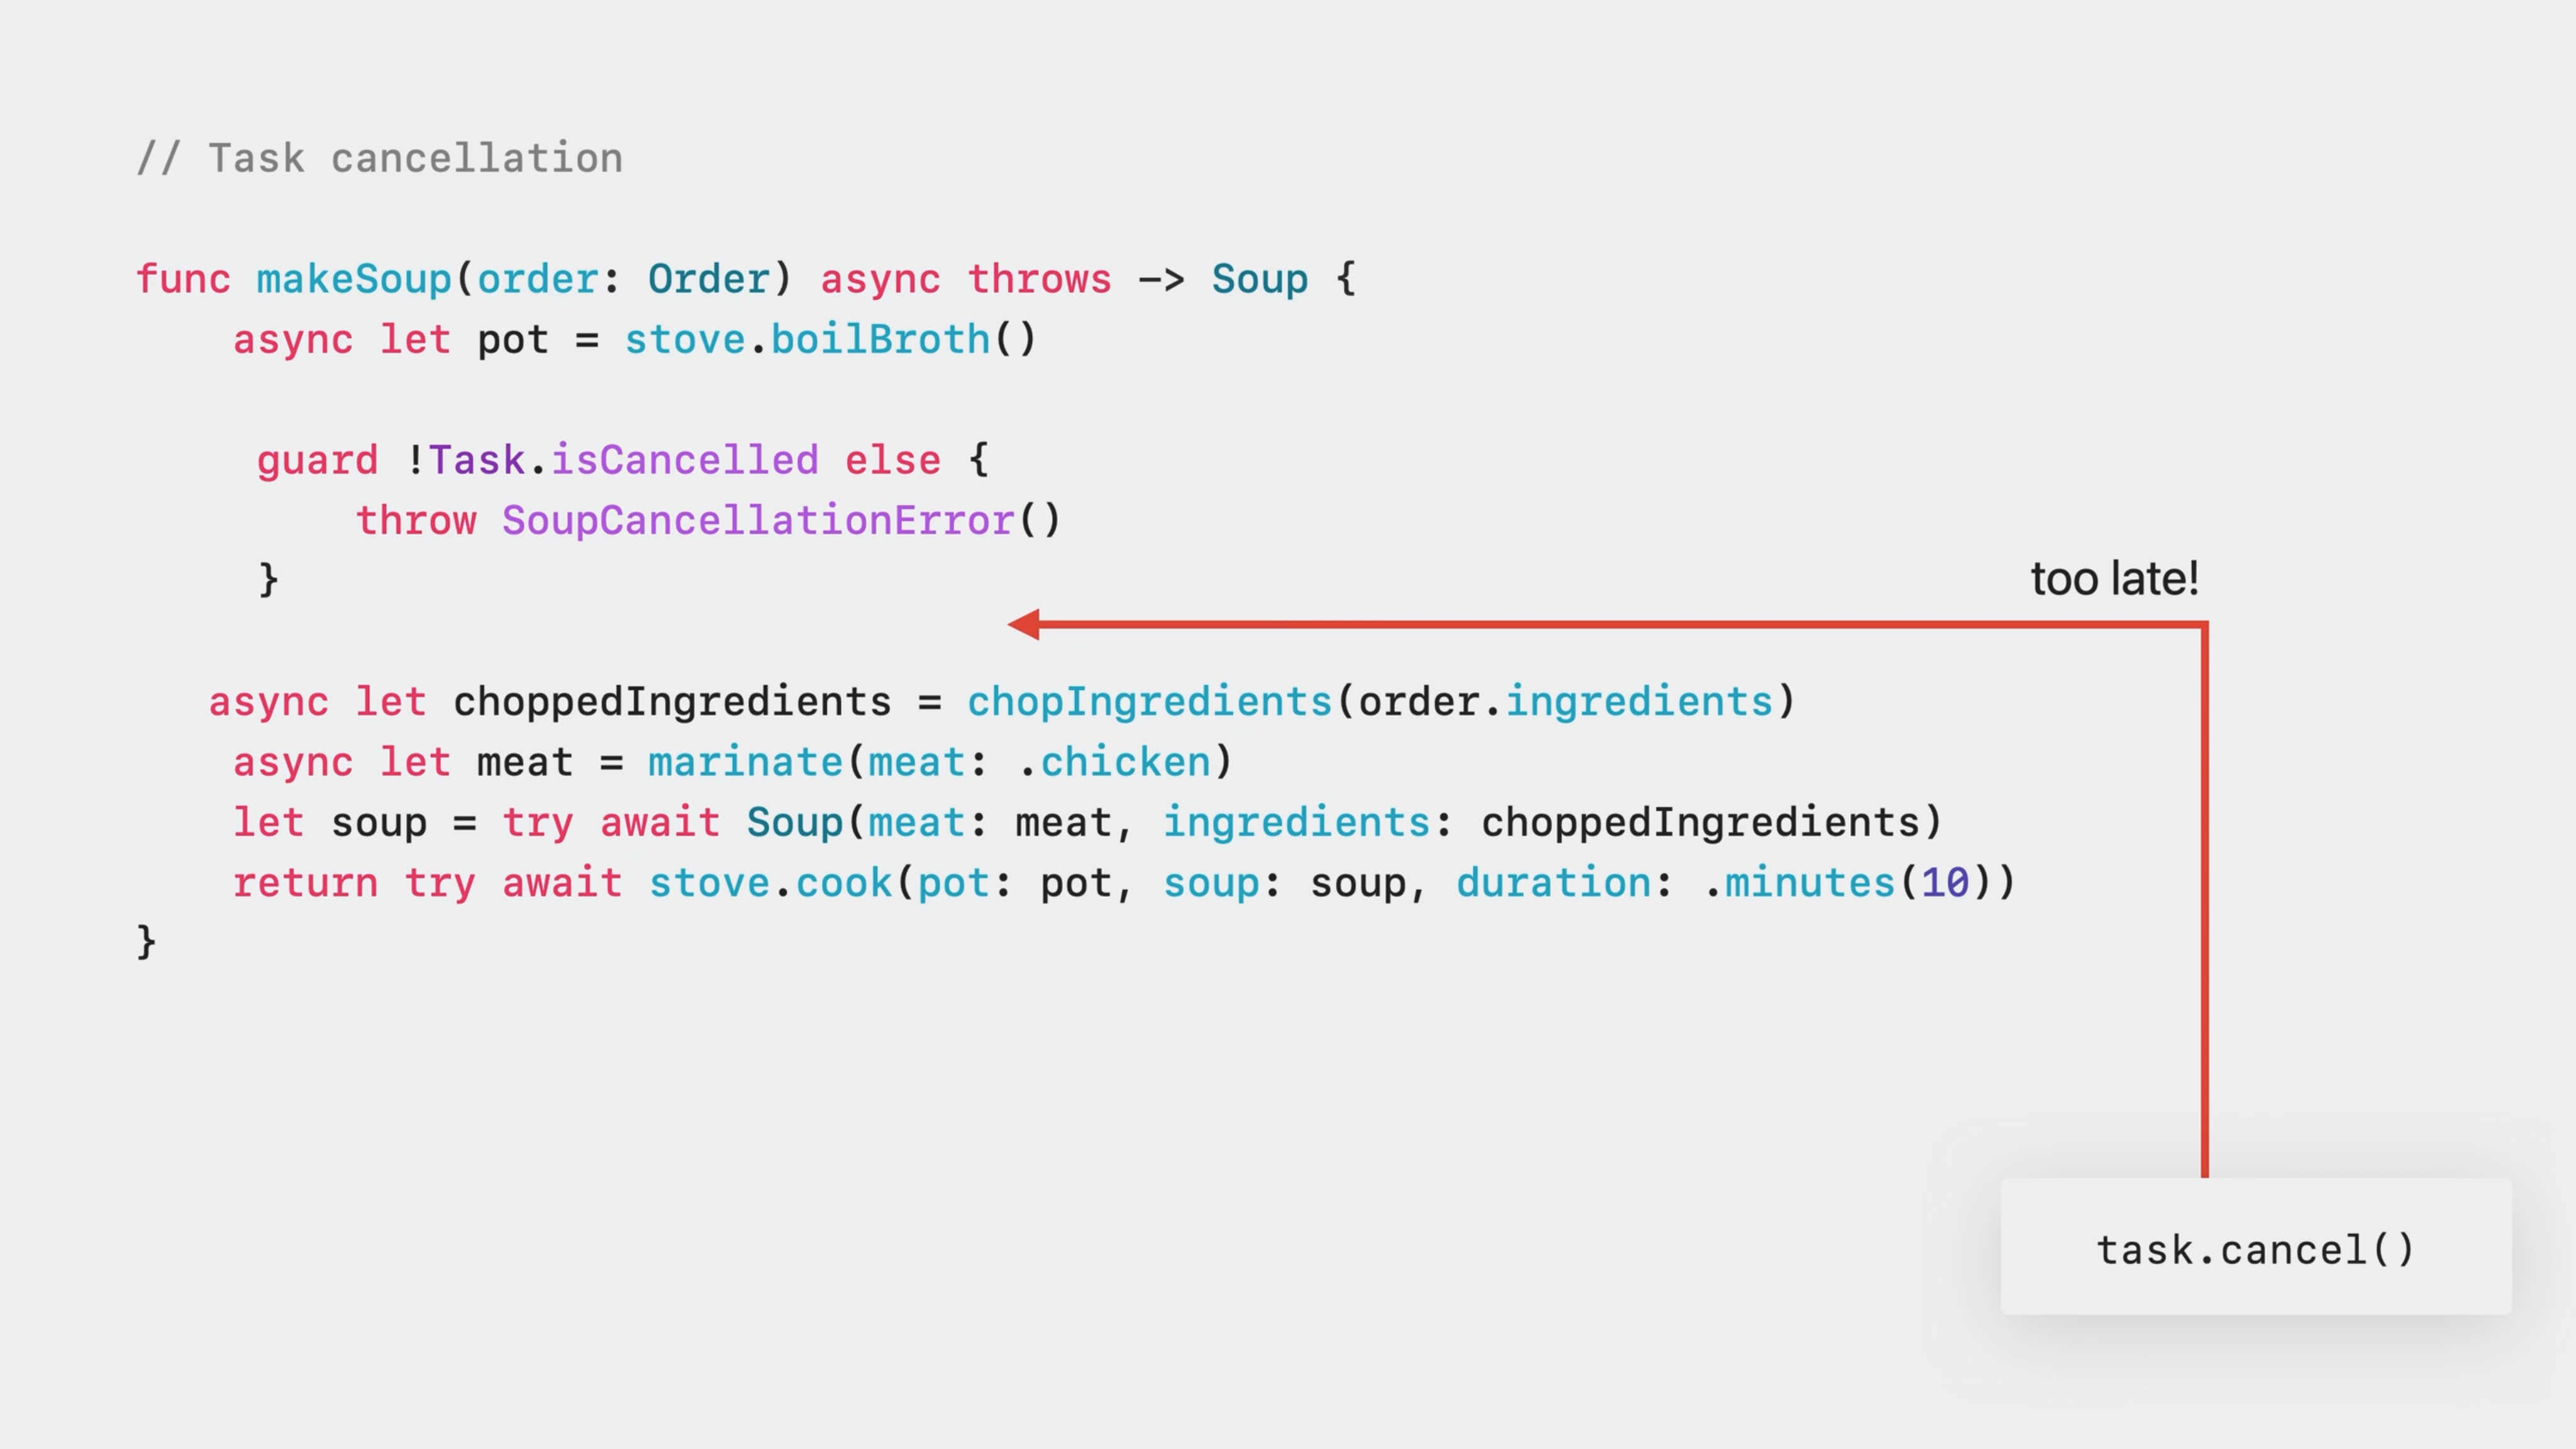 // Task cancellation
func makeSoup(order: Order) async throws -> Soup {
async let pot = stove.boilBroth()
guard !Task.isCancelled else {
throw SoupCancellationError()
}
too late!
async let choppedIngredients = chopIngredients(order.ingredients)
async let meat = marinate(meat: .chicken)
let soup = try await Soup(meat: meat, ingredients: choppedIngredients)
return try await stove.cook(pot: pot, soup: soup, duration: .minutes(10))
}
task.cancel()